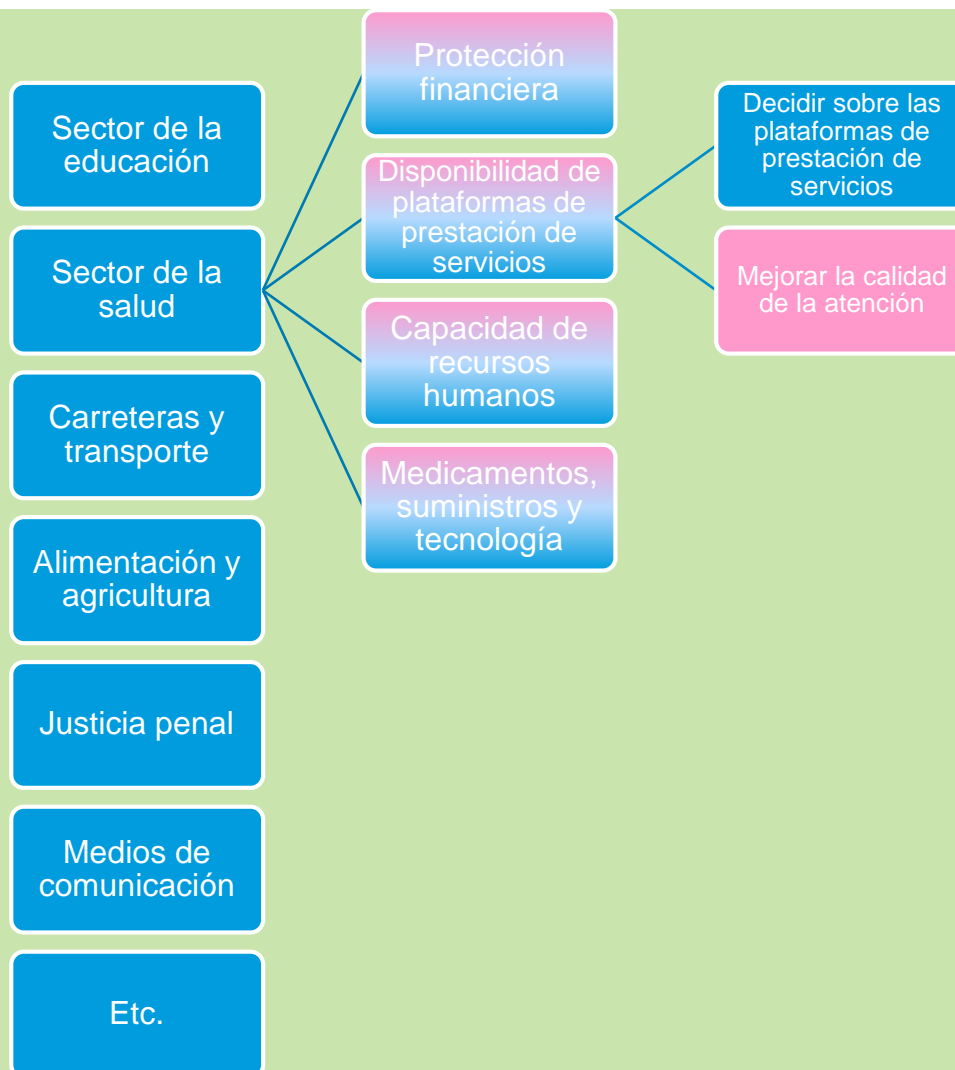 Sector de la
educación
Sector de la
salud
Carreteras y
transporte
Alimentación y
agricultura
Justicia penal
Medios de
comunicación
Etc.
Protección
financiera
Disponibilidad de
plataformas de
prestación de
servicios
Capacidad de
recursos
humanos
Medicamentos,
suministros y
tecnología
Decidir sobre las
plataformas de
prestación de
servicios
Mejorar la calidad
de la atención